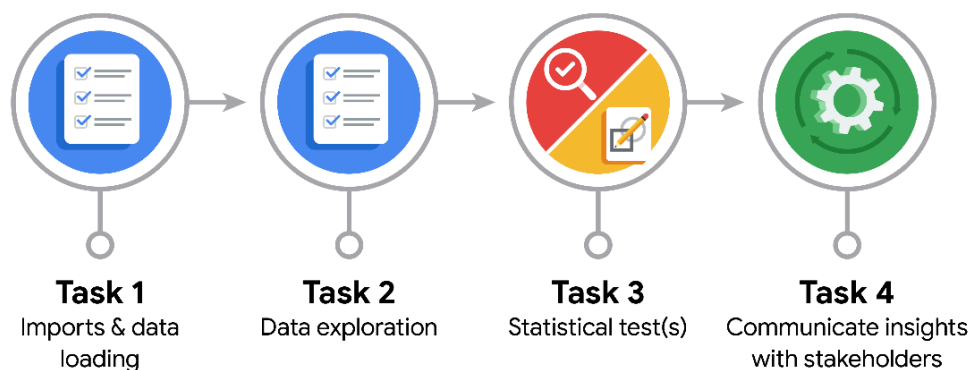 Task 1
Imports & data
loading
Task 2
Data exploration
Task 3
Statistical test(s)
Task 4
Communicate insights
with stakeholders